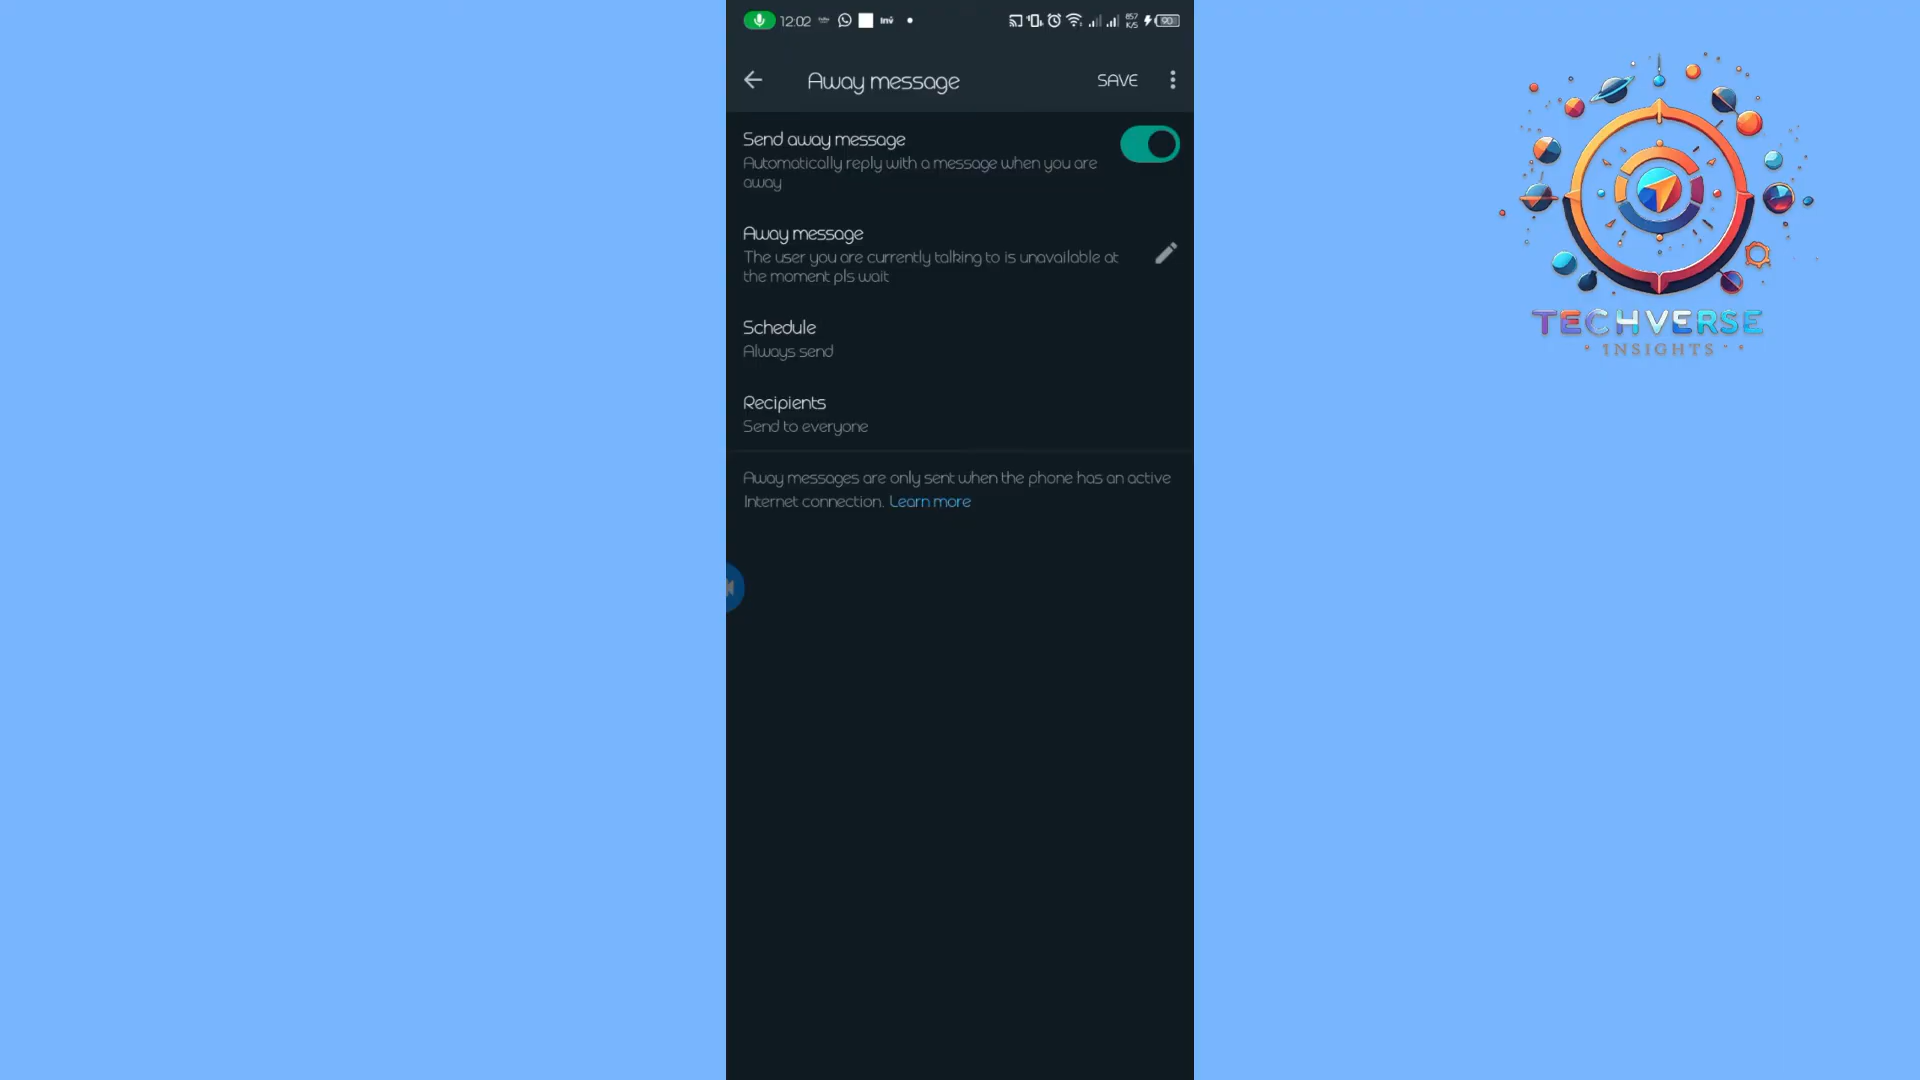 12:02
857
K/S
90
Away message
SAVE
Send away message
Automatically reply with a message when you are
away
Away message
The user you are currently talking to is unavailable at
the moment pls wait
Schedule
Always send
Recipients
Send to everyone
Away messages are only sent when the phone has an active
Internet connection. Learn more
TECHVERSE
INSIGHTS